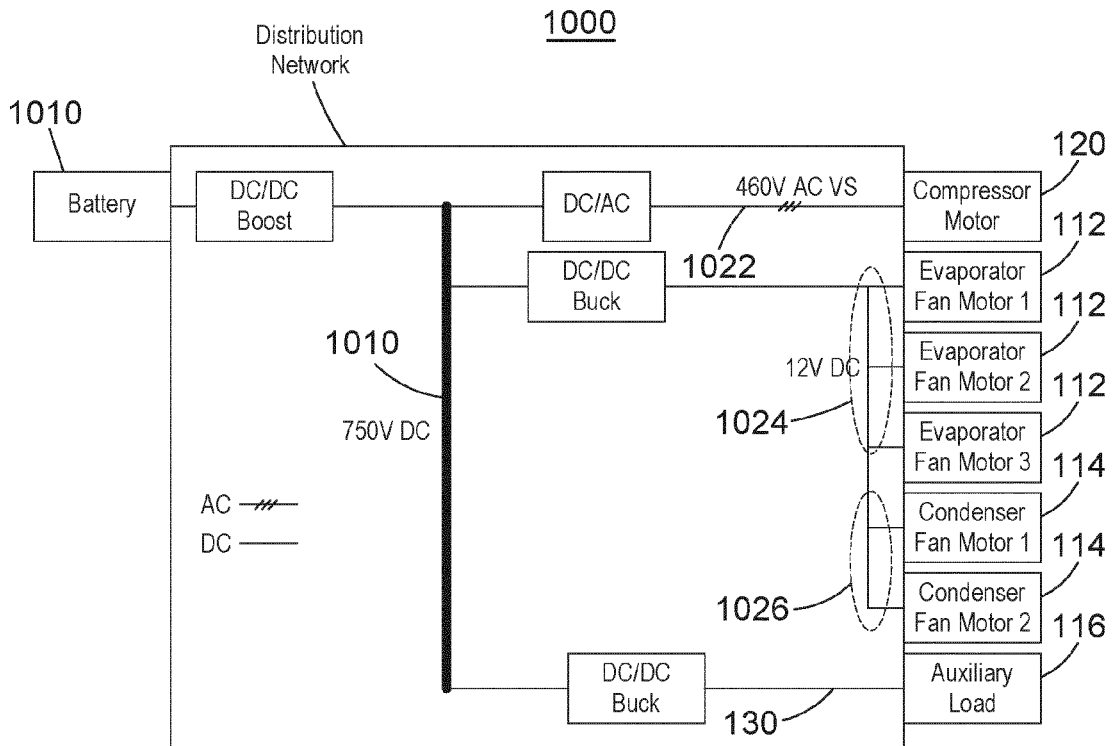 1000
Distribution
Network
1010
120
Battery
DC/DC
Boost
DC/AC
460V AC VS
Compressor
Motor
112
1022
DC/DC
Buck
Evaporator
Fan Motor 1
112
1010
12V DC
Evaporator
Fan Motor 2
112
750V DC
1024
Evaporator
Fan Motor 3
114
AC
DC
Condenser
Fan Motor 1
114
1026
Condenser
Fan Motor 2
116
DC/DC
Buck
130
Auxiliary
Load